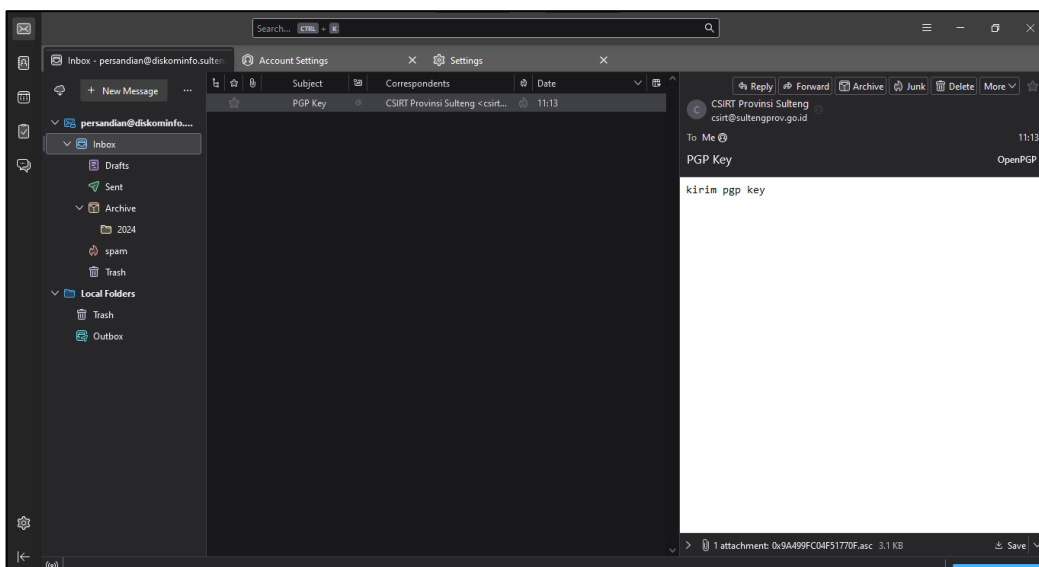 Search... CTRL + K
Inbox - persandian@diskominfo.sulten
Account Settings
Settings
+ New Message
persandian@diskominfo....
Inbox
Drafts
Sent
Archive
2024
spam
Trash
Local Folders
Trash
Outbox
Subject Correspondents Date
PGP Key CSIRT Provinsi Sulteng <csirt... 11:13
Reply Forward Archive Junk Delete More
C
CSIRT Provinsi Sulteng
csirt@sultengprov.go.id
To Me 11:13
PGP Key OpenPGP
kirim pgp key
1 attachment: 0x9A499FC04F51770F.asc 3.1 KB Save